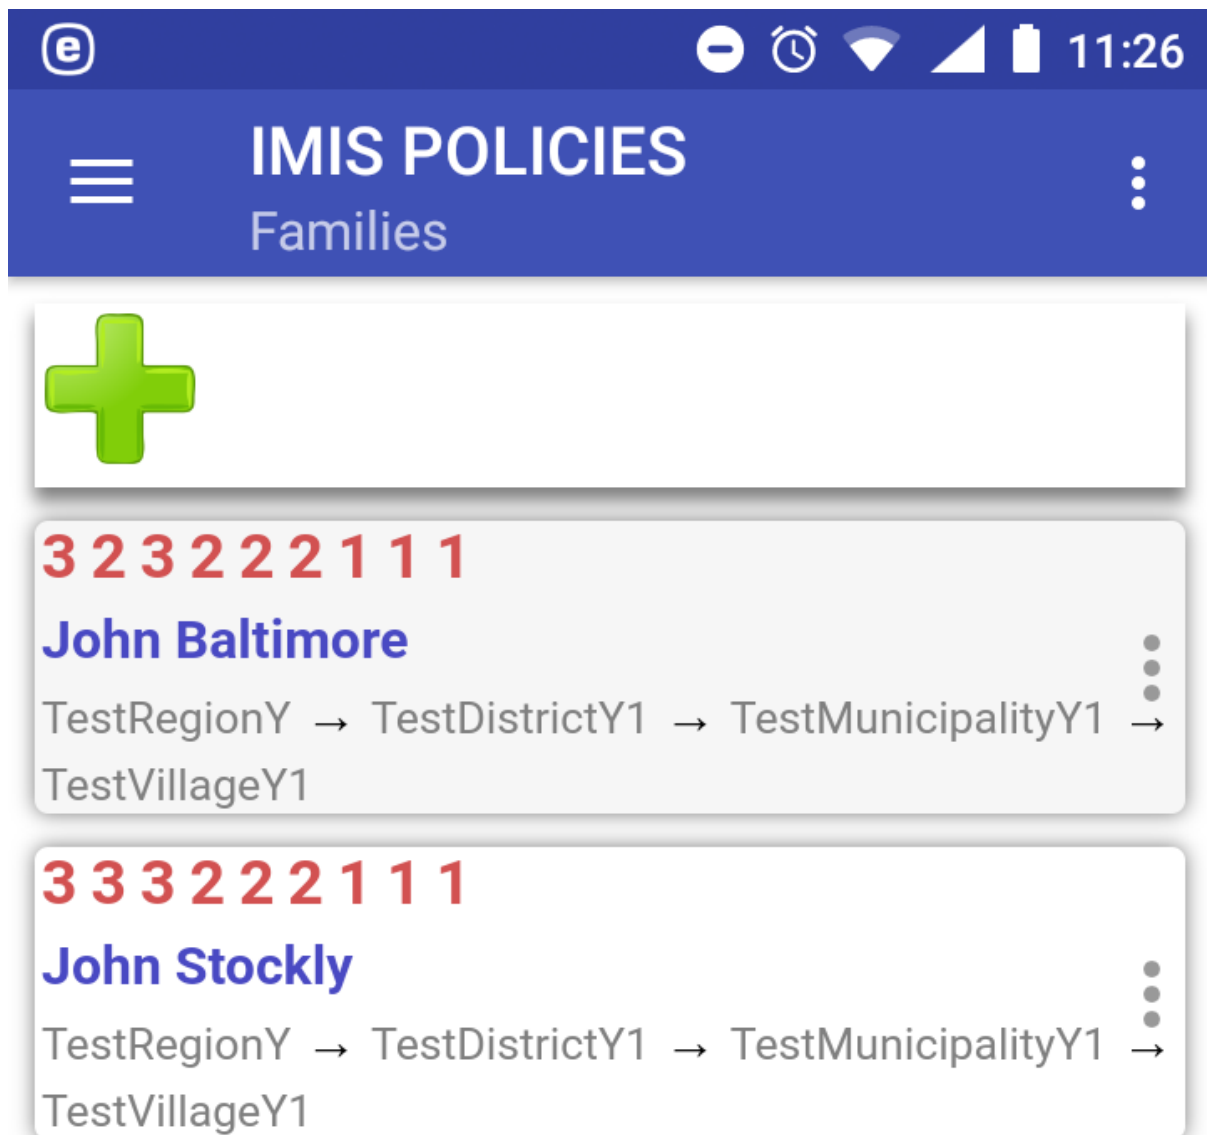 e 11:26
IMIS POLICIES
Families
3 2 3 2 2 2 1 1 1
John Baltimore
TestRegionY → TestDistrictY1 → TestMunicipalityY1 →
TestVillageY1
3 3 3 2 2 2 1 1 1
John Stockly
TestRegionY → TestDistrictY1 → TestMunicipalityY1 →
TestVillageY1